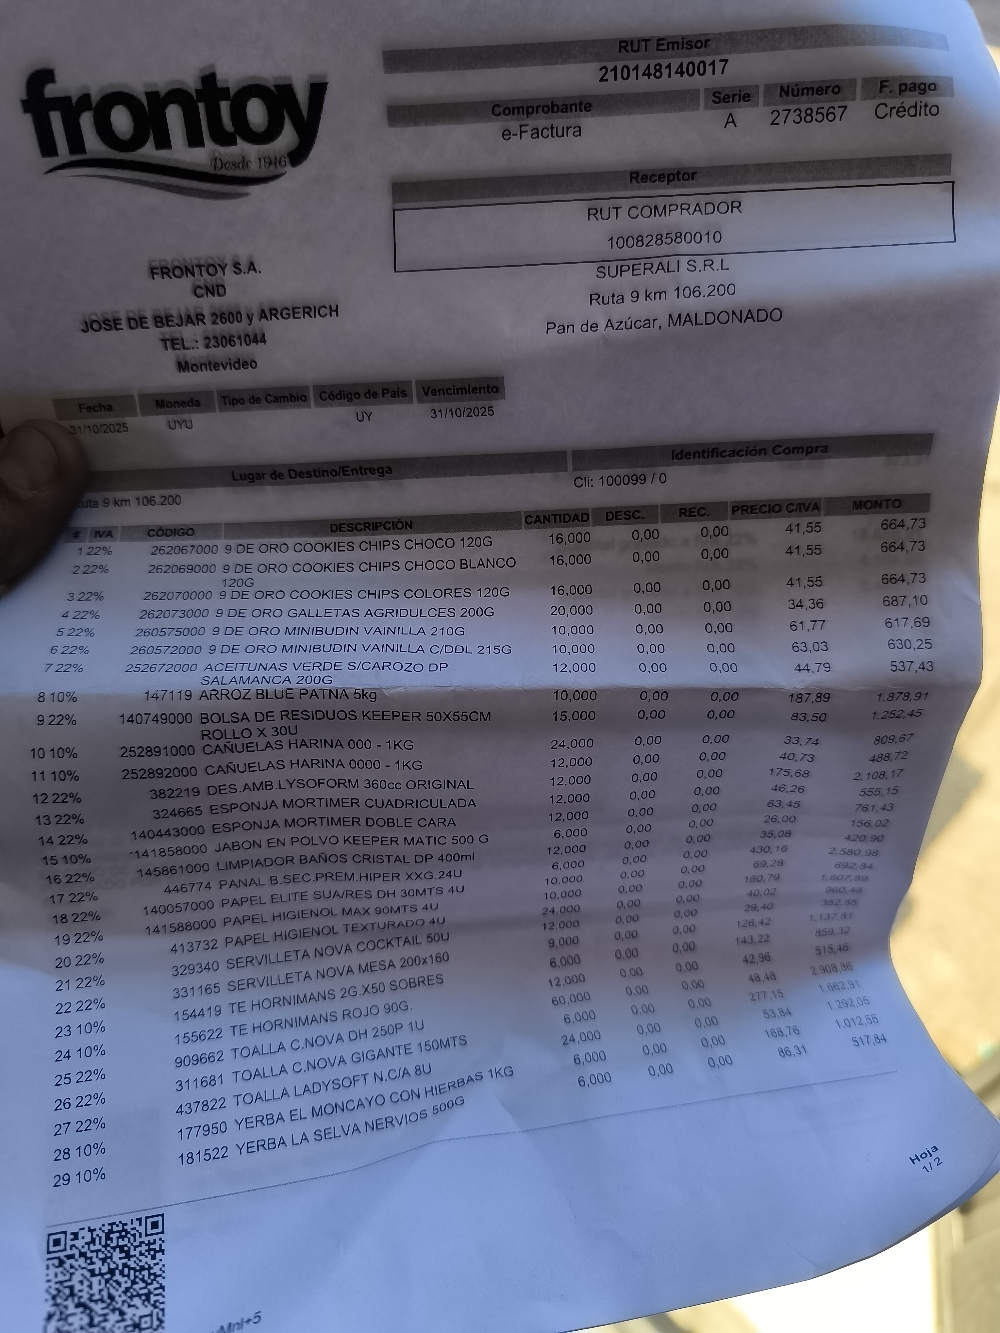 frontoy
Desde 1946
RUT Emisor
210148140017
Comprobante Serie Número F. pago
e-Factura A 2738567 Crédito
Receptor
RUT COMPRADOR
100828580010
SUPERALI S.R.L
Ruta 9 km 106.200
Pan de Azúcar, MALDONADO
FRONTOY S.A.
CND
JOSE DE BEJAR 2600 y ARGERICH
TEL.: 23061044
Montevideo
Fecha Moneda Tipo de Cambio Código de País Vencimiento
31/10/2025 UYU UY 31/10/2025
Lugar de Destino/Entrega Identificación Compra
uta 9 km 106.200 Cli: 100099 / 0
# IVA CÓDIGO DESCRIPCIÓN CANTIDAD DESC. REC. PRECIO C/IVA MONTO
1 22% 262067000 9 DE ORO COOKIES CHIPS CHOCO 120G 16,000 0,00 0,00 41,55 664,73
2 22% 262069000 9 DE ORO COOKIES CHIPS CHOCO BLANCO 16,000 0,00 0,00 41,55 664,73
120G
3 22% 262070000 9 DE ORO COOKIES CHIPS COLORES 120G 16,000 0,00 0,00 41,55 664,73
4 22% 262073000 9 DE ORO GALLETAS AGRIDULCES 200G 20,000 0,00 0,00 34,36 687,10
5 22% 260575000 9 DE ORO MINIBUDIN VAINILLA 210G 10,000 0,00 0,00 61,77 617,69
6 22% 260572000 9 DE ORO MINIBUDIN VAINILLA C/DDL 215G 10,000 0,00 0,00 63,03 630,25
7 22% 252672000 ACEITUNAS VERDE S/CAROZO DP 12,000 0,00 0,00 44,79 537,43
SALAMANCA 200G
8 10% 147119 ARROZ BLUE PATNA 5kg 10,000 0,00 0,00 187,89 1.878,91
9 22% 140749000 BOLSA DE RESIDUOS KEEPER 50X55CM 15,000 0,00 0,00 83,50 1.252,45
ROLLO X 30U
10 10% 252891000 CAÑUELAS HARINA 000 - 1KG 24,000 0,00 0,00 33,74 809,67
11 10% 252892000 CAÑUELAS HARINA 0000 - 1KG 12,000 0,00 0,00 40,73 488,72
12 22% 382219 DES.AMB.LYSOFORM 360cc ORIGINAL 12,000 0,00 0,00 175,68 2.108,17
13 22% 324665 ESPONJA MORTIMER CUADRICULADA 12,000 0,00 0,00 46,26 555,15
14 22% 140443000 ESPONJA MORTIMER DOBLE CARA 12,000 0,00 0,00 63,45 761,43
15 10% 141858000 JABON EN POLVO KEEPER MATIC 500 G 6,000 0,00 0,00 26,00 156,02
16 22% 145861000 LIMPIADOR BAÑOS CRISTAL DP 400ml 12,000 0,00 0,00 35,08 420,90
17 22% 446774 PANAL B.SEC.PREM.HIPER XXG.24U 6,000 0,00 0,00 430,16 2.580,98
18 22% 140057000 PAPEL ELITE SUA/RES DH 30MTS 4U 10,000 0,00 0,00 69,28 692,84
19 22% 141588000 PAPEL HIGIENOL MAX 90MTS 4U 10,000 0,00 0,00 160,79
20 22% 413732 PAPEL HIGIENOL TEXTURADO 4U 24,000 0,00 0,00 40,02 960,48
21 22% 329340 SERVILLETA NOVA COCKTAIL 50U 12,000 0,00 0,00 29,40
22 22% 331165 SERVILLETA NOVA MESA 200x160 9,000 0,00 0,00 126,42 1.137,81
23 10% 154419 TE HORNIMANS 2G.X50 SOBRES 6,000 0,00 0,00 143,22 859,32
24 10% 155622 TE HORNIMANS ROJO 90G. 12,000 0,00 0,00 42,96 515,46
25 22% 909662 TOALLA C.NOVA DH 250P 1U 60,000 0,00 0,00 48,48 2.908,86
26 22% 311681 TOALLA C.NOVA GIGANTE 150MTS 6,000 0,00 0,00 277,15 1.662,91
27 22% 437822 TOALLA LADYSOFT N.C/A 8U 24,000 0,00 0,00 53,84 1.292,05
28 10% 177950 YERBA EL MONCAYO CON HIERBAS 1KG 6,000 0,00 0,00 168,76 1.012,55
29 10% 181522 YERBA LA SELVA NERVIOS 500G 6,000 0,00 0,00 86,31 517,84
Hoja
1/2